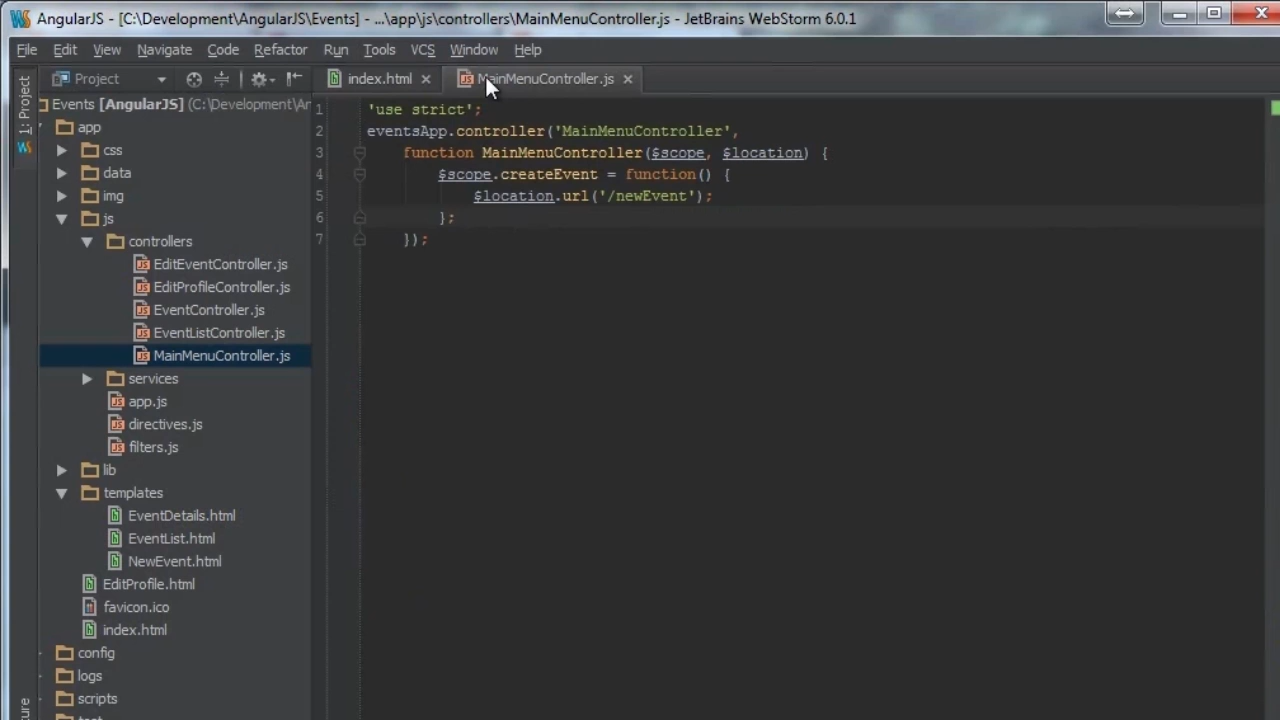 AngularJS - [C:\Development\AngularJS\Events] - ...\app\js\controllers\MainMenuController.js - JetBrains WebStorm 6.0.1
File Edit View Navigate Code Refactor Run Tools VCS Window Help
1: Project
Project
index.html
MainMenuController.js
Events [AngularJS] (C:\Development\Ar
app
css
data
img
js
controllers
EditEventController.js
EditProfileController.js
EventController.js
EventListController.js
MainMenuController.js
services
app.js
directives.js
filters.js
lib
templates
EventDetails.html
EventList.html
NewEvent.html
EditProfile.html
favicon.ico
index.html
config
logs
scripts
1 'use strict';
2 eventsApp.controller('MainMenuController',
3 function MainMenuController($scope, $location) {
4 $scope.createEvent = function() {
5 $location.url('/newEvent');
6 };
7 });